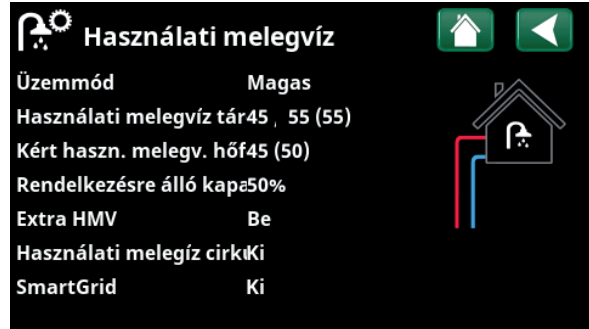 Használati melegvíz
Üzemmód Magas
Használati melegvíz tár45 , 55 (55)
Kért haszn. melegv. hőf45 (50)
Rendelkezésre álló kapa50%
Extra HMV Be
Használati melegíz cirkuKi
SmartGrid Ki